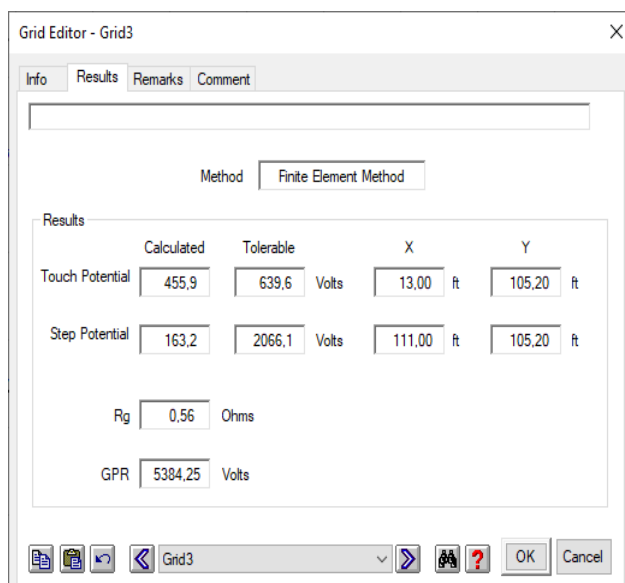 Grid Editor - Grid3
Info Results Remarks Comment
Method Finite Element Method
Results
Calculated Tolerable X Y
Touch Potential 455,9 639,6 Volts 13,00 ft 105,20 ft
Step Potential 163,2 2066,1 Volts 111,00 ft 105,20 ft
Rg 0,56 Ohms
GPR 5384,25 Volts
Grid3 ? OK Cancel